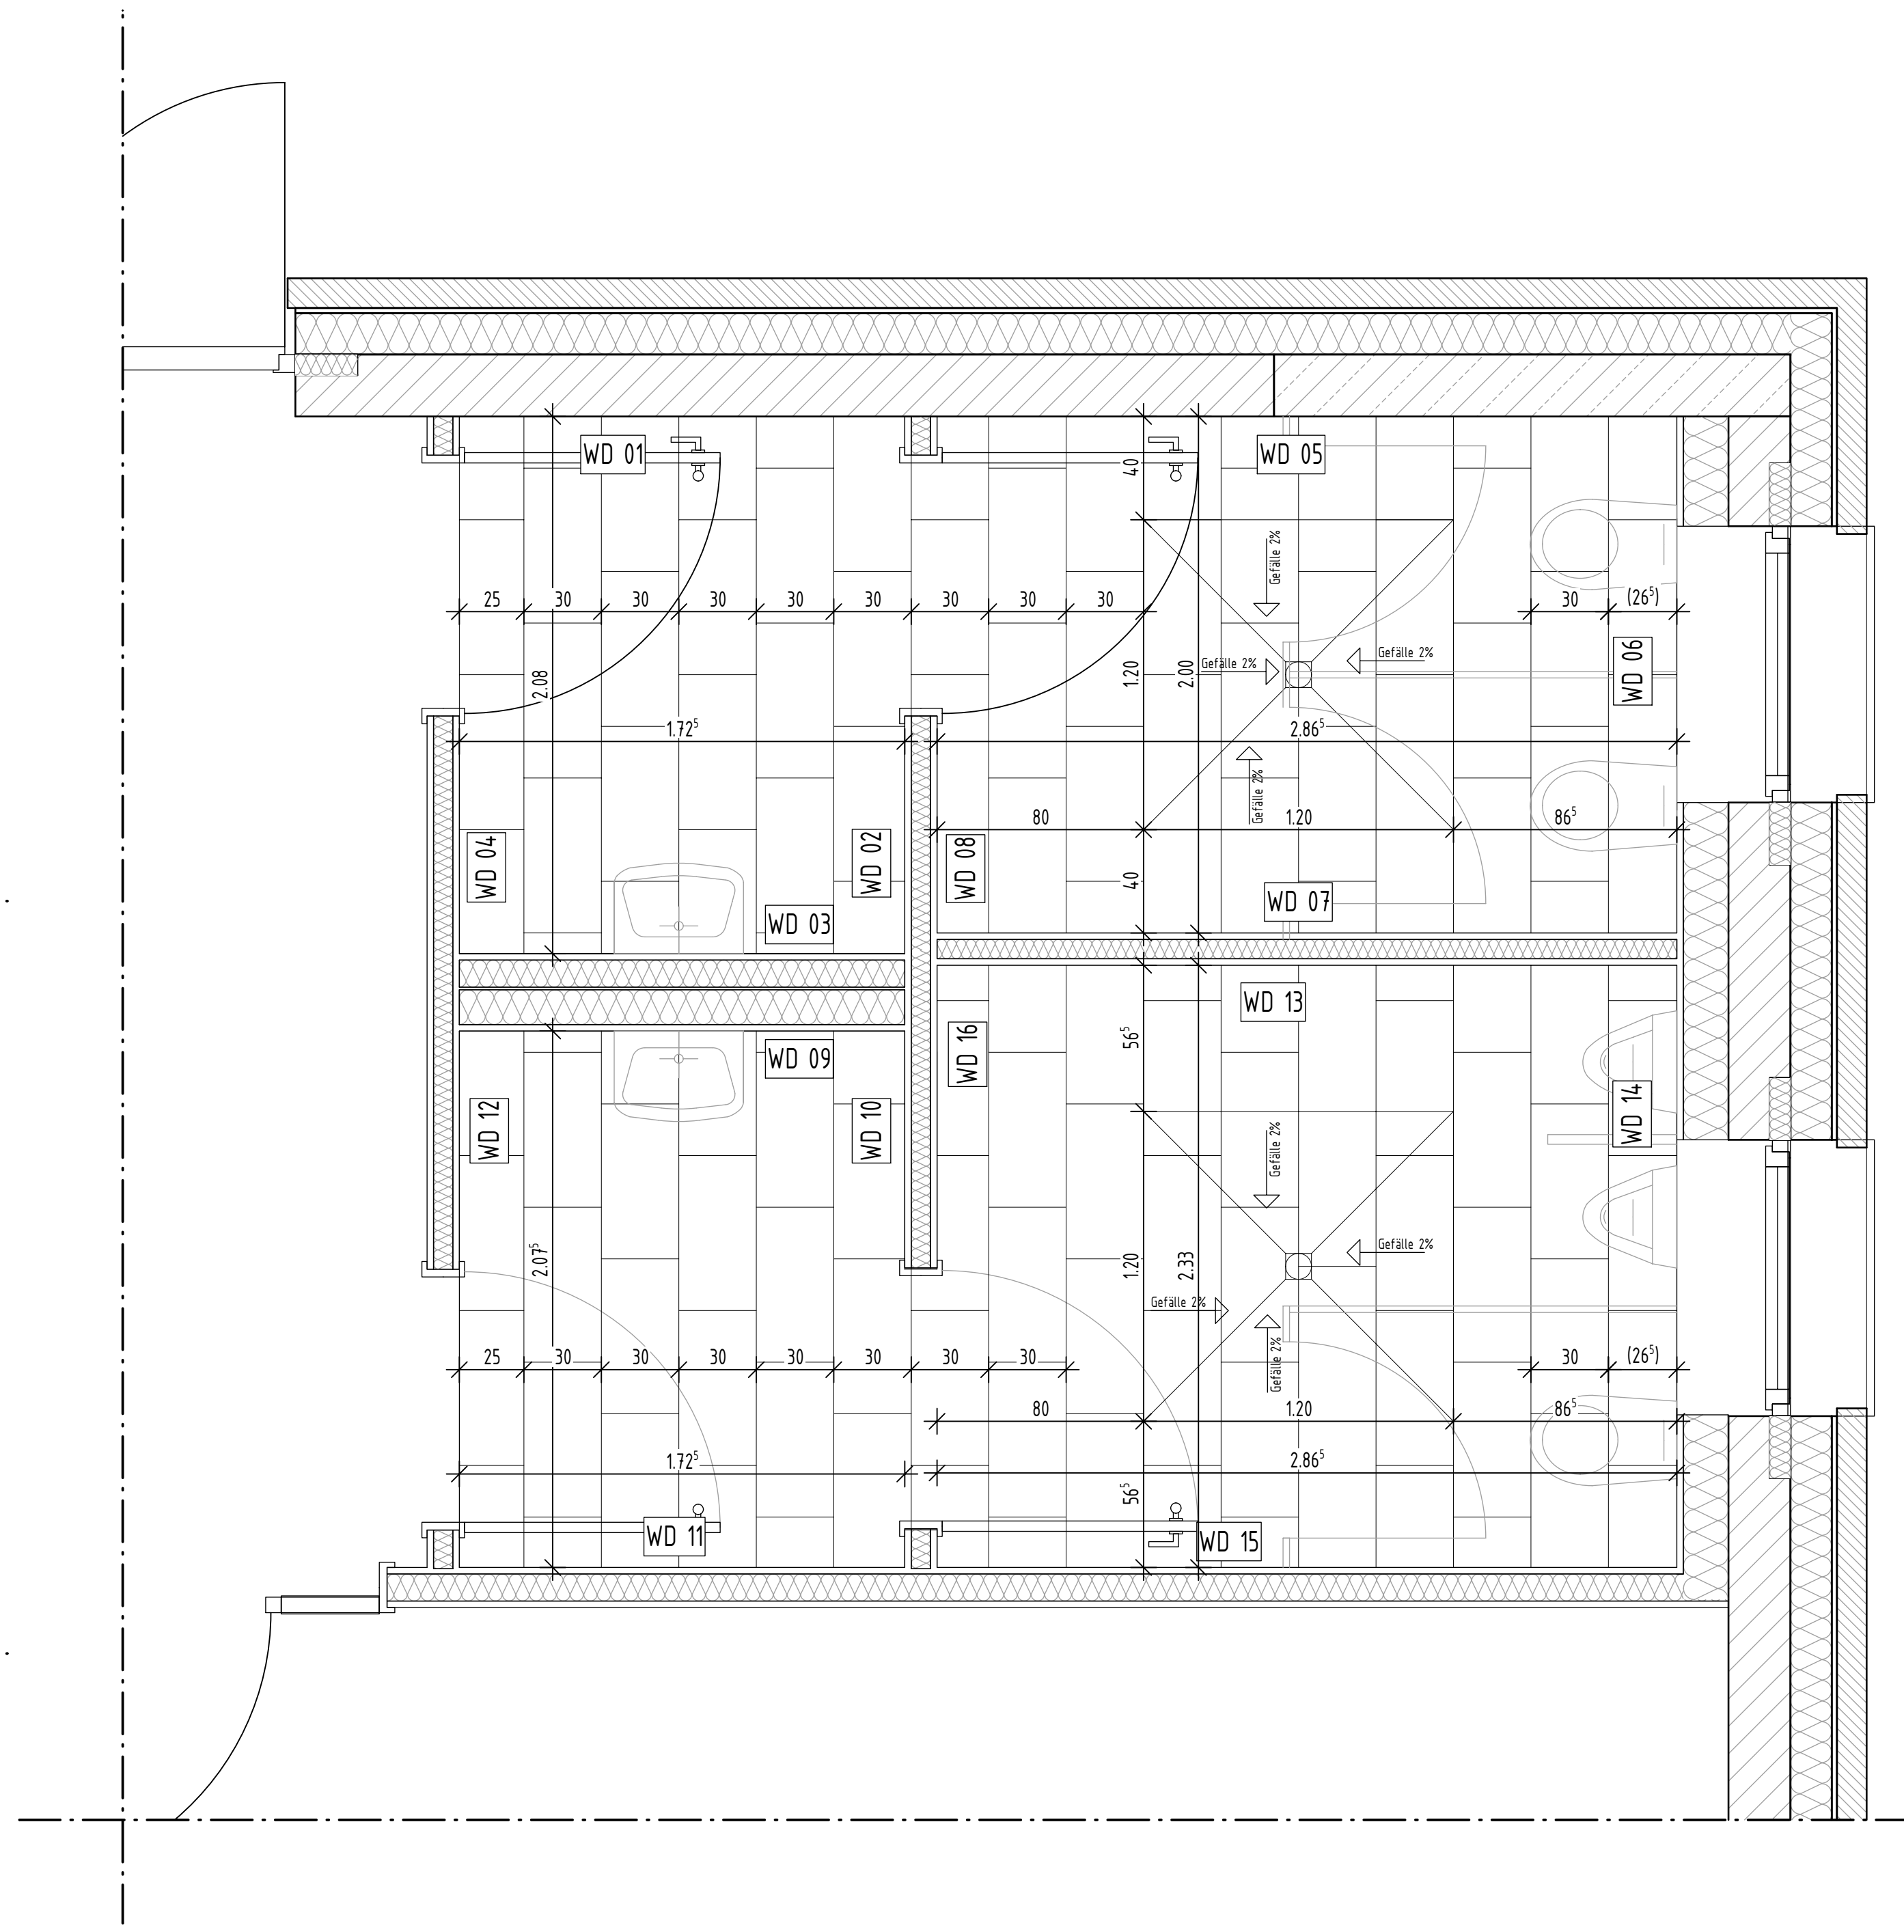 WD 01
WD 05
40
Gefälle 2%
25 30 30 30 30 30 30 30 30 30 (26⁵)
2.08
1.20
2.00
Gefälle 2%
Gefälle 2%
WD 06
1.72⁵
2.86⁵
Gefälle 2%
80 1.20 86⁵
WD 04
WD 02
WD 08
40
WD 07
WD 03
WD 13
WD 16
56⁵
WD 09
WD 12
WD 10
WD 14
Gefälle 2%
2.07⁵
1.20
2.33
Gefälle 2%
Gefälle 2%
Gefälle 2%
25 30 30 30 30 30 30 30 30 (26⁵)
80 1.20 86⁵
1.72⁵
2.86⁵
56⁵
WD 11
WD 15